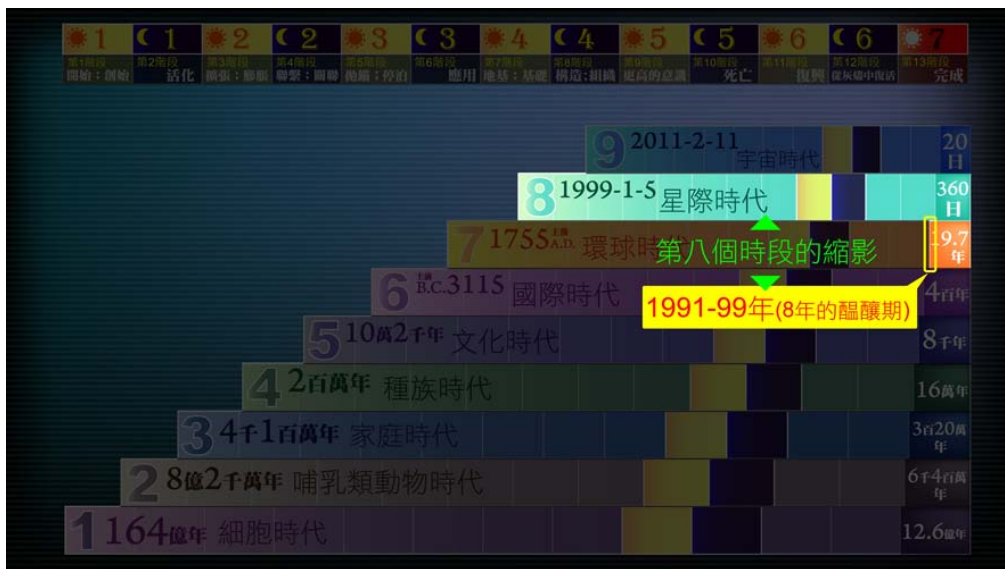 1 1 2 2 3 3 4 4 5 5 6 6 7
第1階段 第2階段 第3階段 第4階段 第5階段 第6階段 第7階段 第8階段 第9階段 第10階段 第11階段 第12階段 第13階段
開始：創始 活化 擴張：膨脹 聯繫：關聯 拋錨：停泊 應用 地基：基礎 構造:組織 更高的意識 死亡 復興 從灰燼中復活 完成
9 2011-2-11 宇宙時代 20日
8 1999-1-5 星際時代 360日
7 1755 A.D. 環球時 19.7年
第八個時段的縮影
6 B.C.3115 國際時代 4百年
1991-99年(8年的醞釀期)
5 10萬2千年 文化時代 8千年
4 2百萬年 種族時代 16萬年
3 4千1百萬年 家庭時代 3百20萬年
2 8億2千萬年 哺乳類動物時代 6千4百萬年
1 164億年 細胞時代 12.6億年